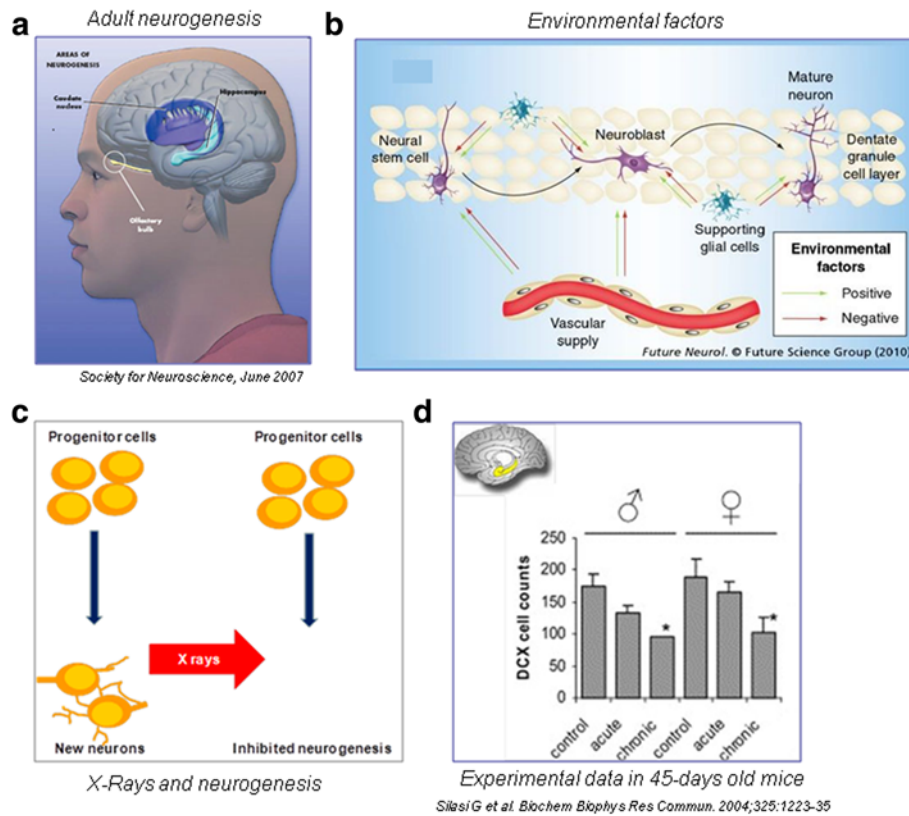 Adult neurogenesis
Environmental factors
a
AREAS OF
NEUROGENESIS
Caudate
nucleus
Hippocampus
Olfactory
bulb
Society for Neuroscience, June 2007
b
Neural
stem cell
Neuroblast
Mature
neuron
Dentate
granule
cell layer
Supporting
glial cells
Vascular
supply
Environmental
factors
Positive
Negative
Future Neurol. © Future Science Group (2010)
c
Progenitor cells
Progenitor cells
X rays
New neurons
Inhibited neurogenesis
X-Rays and neurogenesis
d
♂ ♀
DCX cell counts
250
200
150
100
50
0
*
*
control
acute
chronic
control
acute
chronic
Experimental data in 45-days old mice
Silasi G et al. Biochem Biophys Res Commun. 2004;325:1223-35